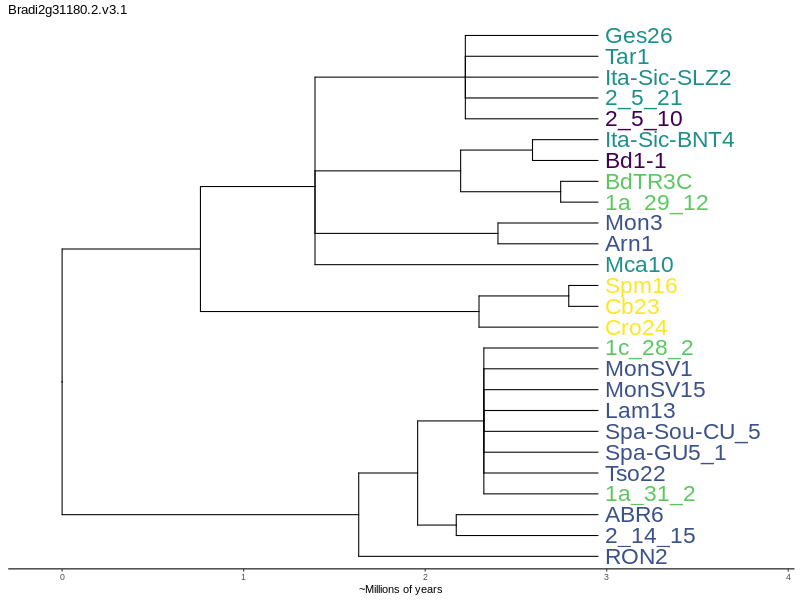 Bradi2g31180.2.v3.1
Ges26
Tar1
Ita-Sic-SLZ2
2_5_21
2_5_10
Ita-Sic-BNT4
Bd1-1
BdTR3C
1a_29_12
Mon3
Arn1
Mca10
Spm16
Cb23
Cro24
1c_28_2
MonSV1
MonSV15
Lam13
Spa-Sou-CU_5
Spa-GU5_1
Tso22
1a_31_2
ABR6
2_14_15
RON2
0 1 2 3 4
~Millions of years